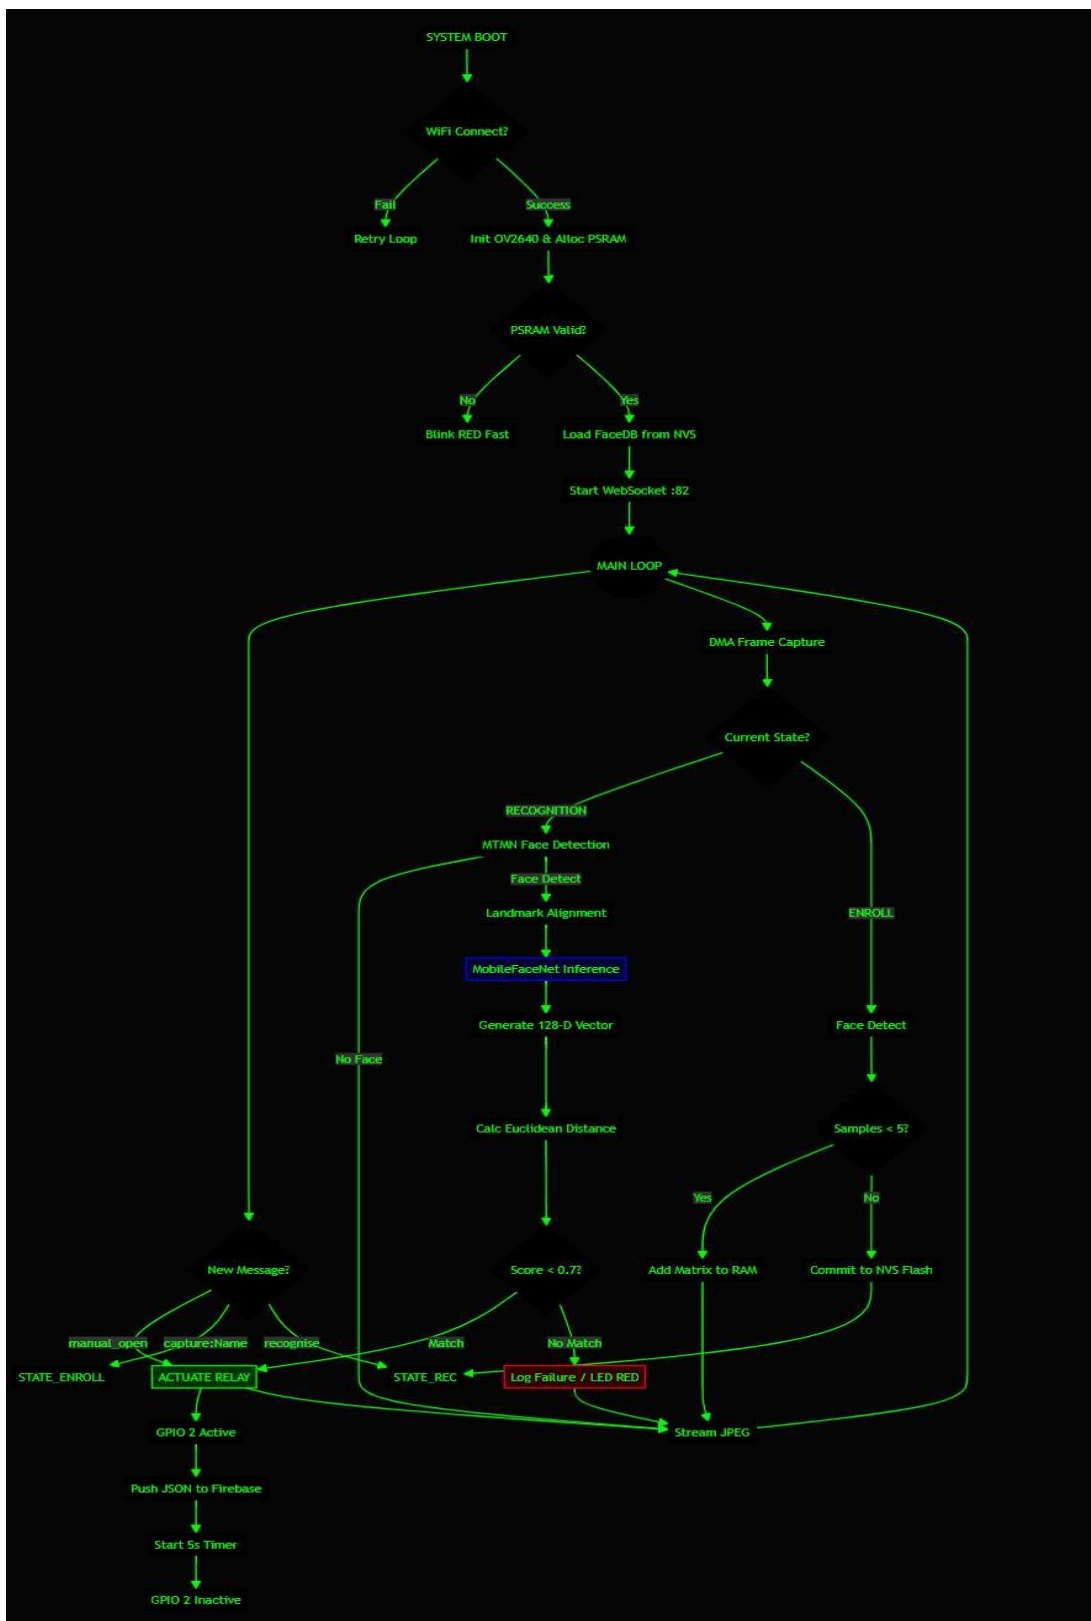 SYSTEM BOOT
WiFi Connect?
Fail
Success
Retry Loop
Init OV2640 & Alloc PSRAM
PSRAM Valid?
No
Yes
Blink RED Fast
Load FaceDB from NVS
Start WebSocket :82
MAIN LOOP
DMA Frame Capture
Current State?
RECOGNITION
MTMN Face Detection
Face Detect
Landmark Alignment
ENROLL
MobileFaceNet Inference
Generate 128-D Vector
Face Detect
No Face
Calc Euclidean Distance
Samples < 5?
Yes
No
New Message?
Score < 0.7?
Add Matrix to RAM
Commit to NVS Flash
manual_open
capture:Name
recognise
Match
No Match
STATE_ENROLL
ACTUATE RELAY
STATE_REC
Log Failure / LED RED
GPIO 2 Active
Stream JPEG
Push JSON to Firebase
Start 5s Timer
GPIO 2 Inactive